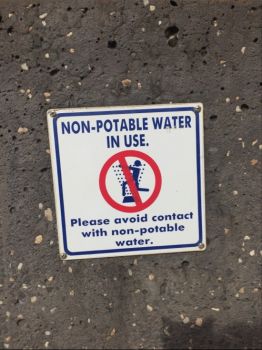 NON-POTABLE WATER
IN USE.
Please avoid contact
with non-potable
water.